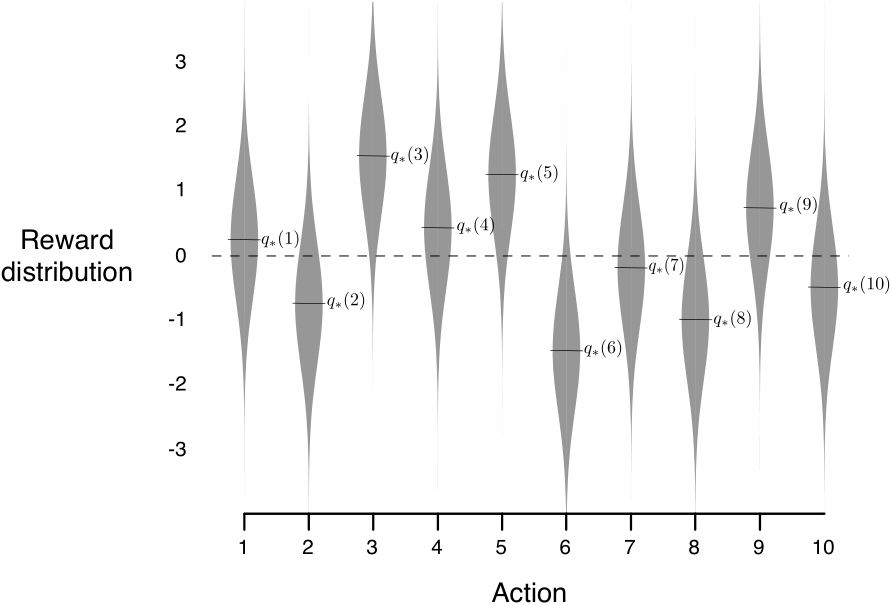 3
2
1
0
-1
-2
-3
Reward
distribution
q*(1)
q*(2)
q*(3)
q*(4)
q*(5)
q*(6)
q*(7)
q*(8)
q*(9)
q*(10)
1 2 3 4 5 6 7 8 9 10
Action